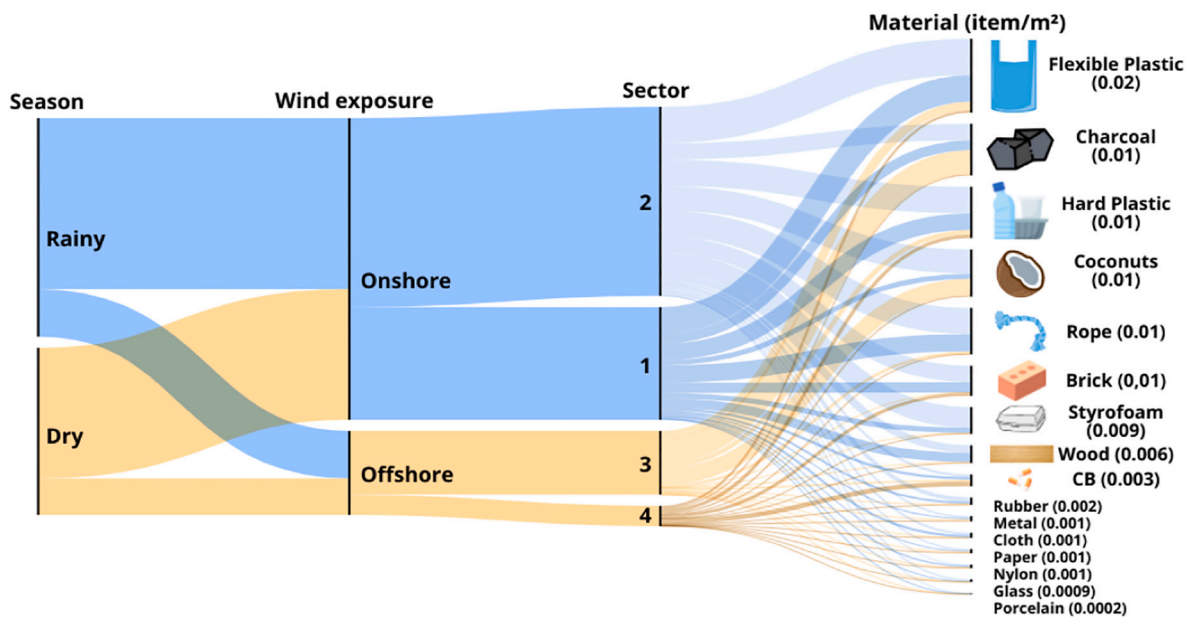 Material (item/m²)
Season
Wind exposure
Sector
Rainy
Dry
Onshore
Offshore
2
1
3
4
Flexible Plastic
(0.02)
Charcoal
(0.01)
Hard Plastic
(0.01)
Coconuts
(0.01)
Rope (0.01)
Brick (0,01)
Styrofoam
(0.009)
Wood (0.006)
CB (0.003)
Rubber (0.002)
Metal (0.001)
Cloth (0.001)
Paper (0.001)
Nylon (0.001)
Glass (0.0009)
Porcelain (0.0002)